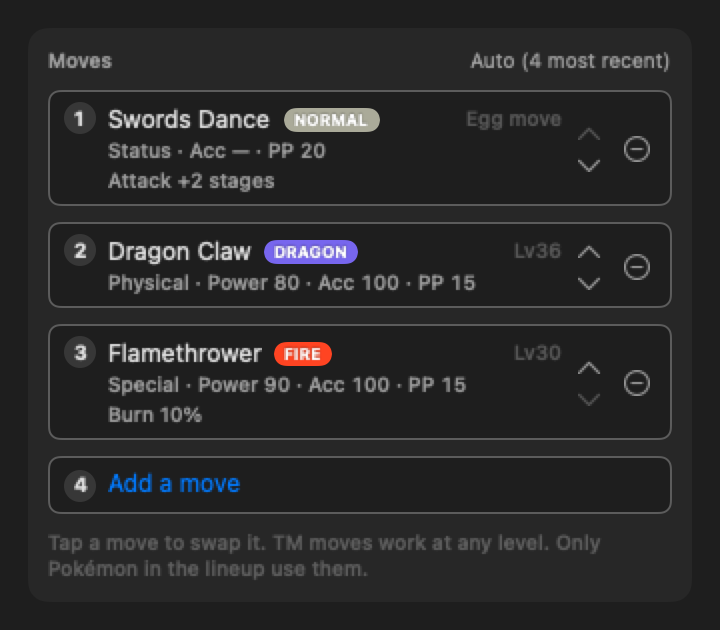 Moves
Auto (4 most recent)
1 Swords Dance NORMAL Egg move
Status · Acc — · PP 20
Attack +2 stages
2 Dragon Claw DRAGON Lv36
Physical · Power 80 · Acc 100 · PP 15
3 Flamethrower FIRE Lv30
Special · Power 90 · Acc 100 · PP 15
Burn 10%
4 Add a move
Tap a move to swap it. TM moves work at any level. Only
Pokémon in the lineup use them.